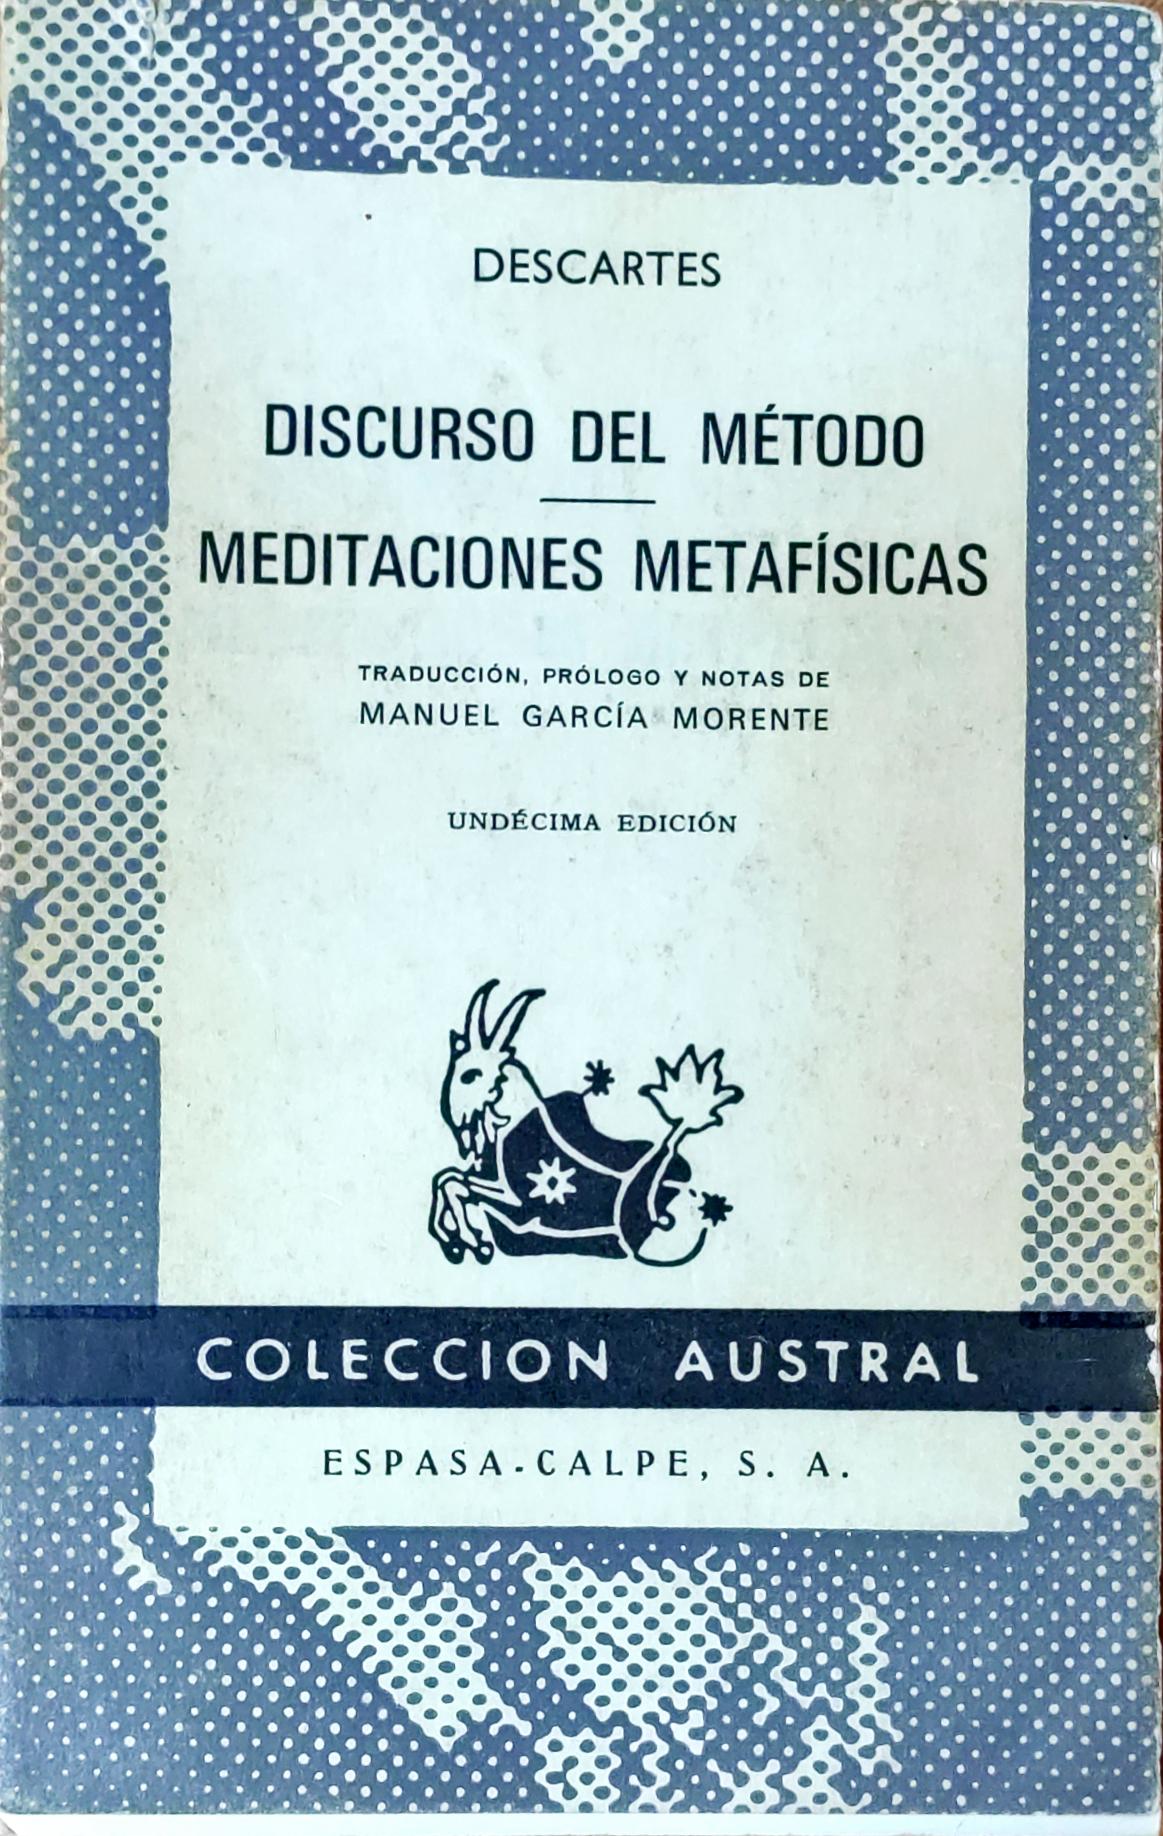 DESCARTES
DISCURSO DEL MÉTODO
MEDITACIONES METAFÍSICAS
TRADUCCIÓN, PRÓLOGO Y NOTAS DE
MANUEL GARCÍA MORENTE
UNDÉCIMA EDICIÓN
COLECCION AUSTRAL
ESPASA-CALPE, S. A.